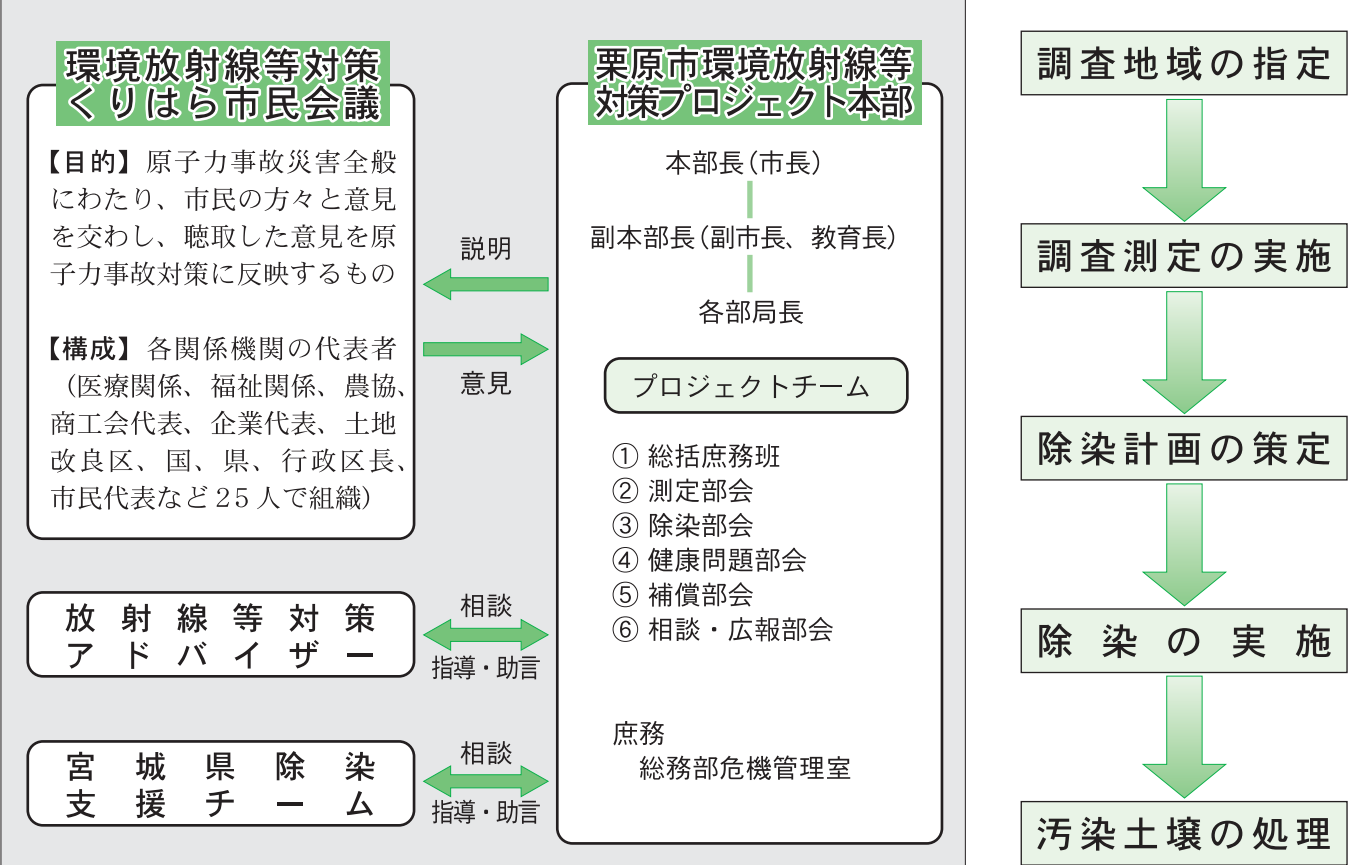 環境放射線等対策
くりはら市民会議
【目的】原子力事故災害全般
にわたり、市民の方々と意見
を交わし、聴取した意見を原
子力事故対策に反映するもの
【構成】各関係機関の代表者
（医療関係、福祉関係、農協、
商工会代表、企業代表、土地
改良区、国、県、行政区長、
市民代表など25人で組織）
放射線等対策
アドバイザー
宮城県除染
支援チーム
説明
意見
相談
指導・助言
相談
指導・助言
栗原市環境放射線等
対策プロジェクト本部
本部長（市長）
副本部長（副市長、教育長）
各部局長
プロジェクトチーム
① 総括庶務班
② 測定部会
③ 除染部会
④ 健康問題部会
⑤ 補償部会
⑥ 相談・広報部会
庶務
総務部危機管理室
調査地域の指定
調査測定の実施
除染計画の策定
除染の実施
汚染土壌の処理